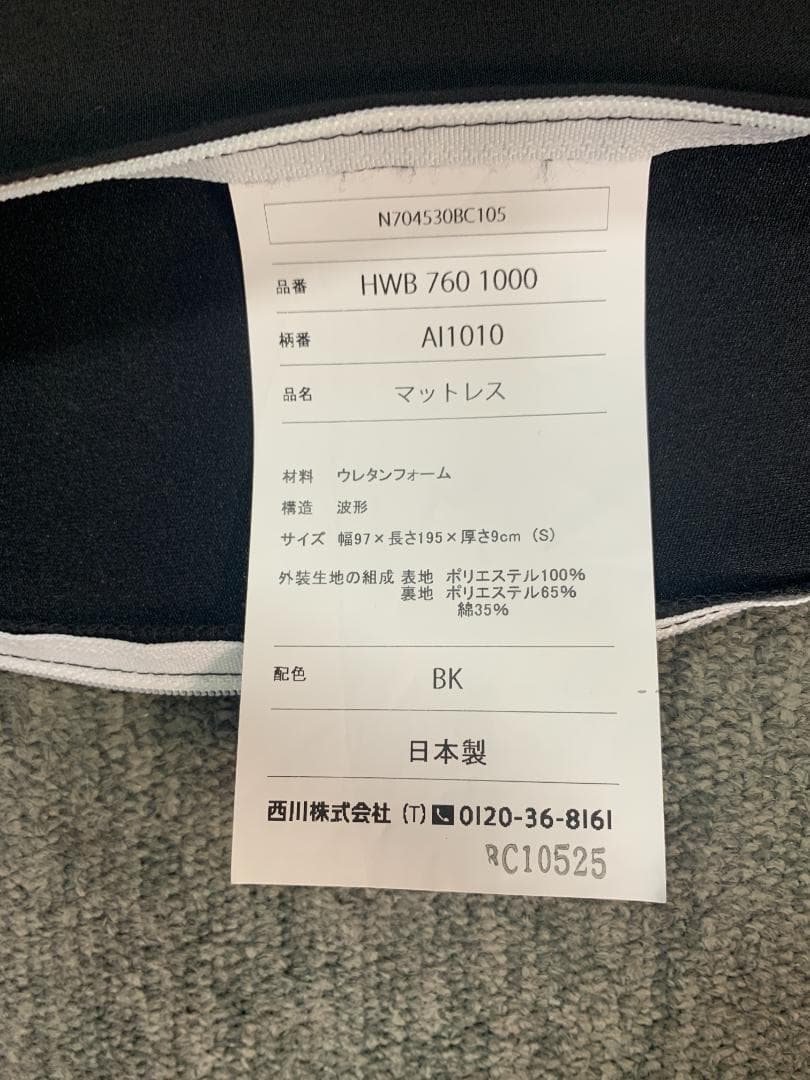 N704530BC105
品番 HWB 760 1000
柄番 AI1010
品名 マットレス
材料 ウレタンフォーム
構造 波形
サイズ 幅97×長さ195×厚さ9cm (S)
外装生地の組成 表地 ポリエステル100%
裏地 ポリエステル65%
綿35%
配色 BK
日本製
西川株式会社 (T) 0120-36-8161
RC10525